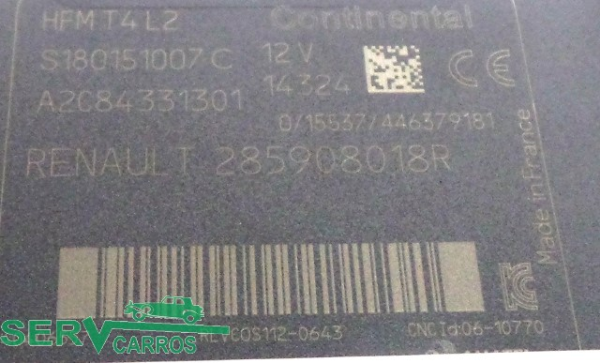 HFM T4 L2 Continental
S180151007C 12 V
A2C84331301 14324
0/15537/446379181
RENAULT 285908018R
Made in France
CNC Id:06-10770
SERV
CARROS